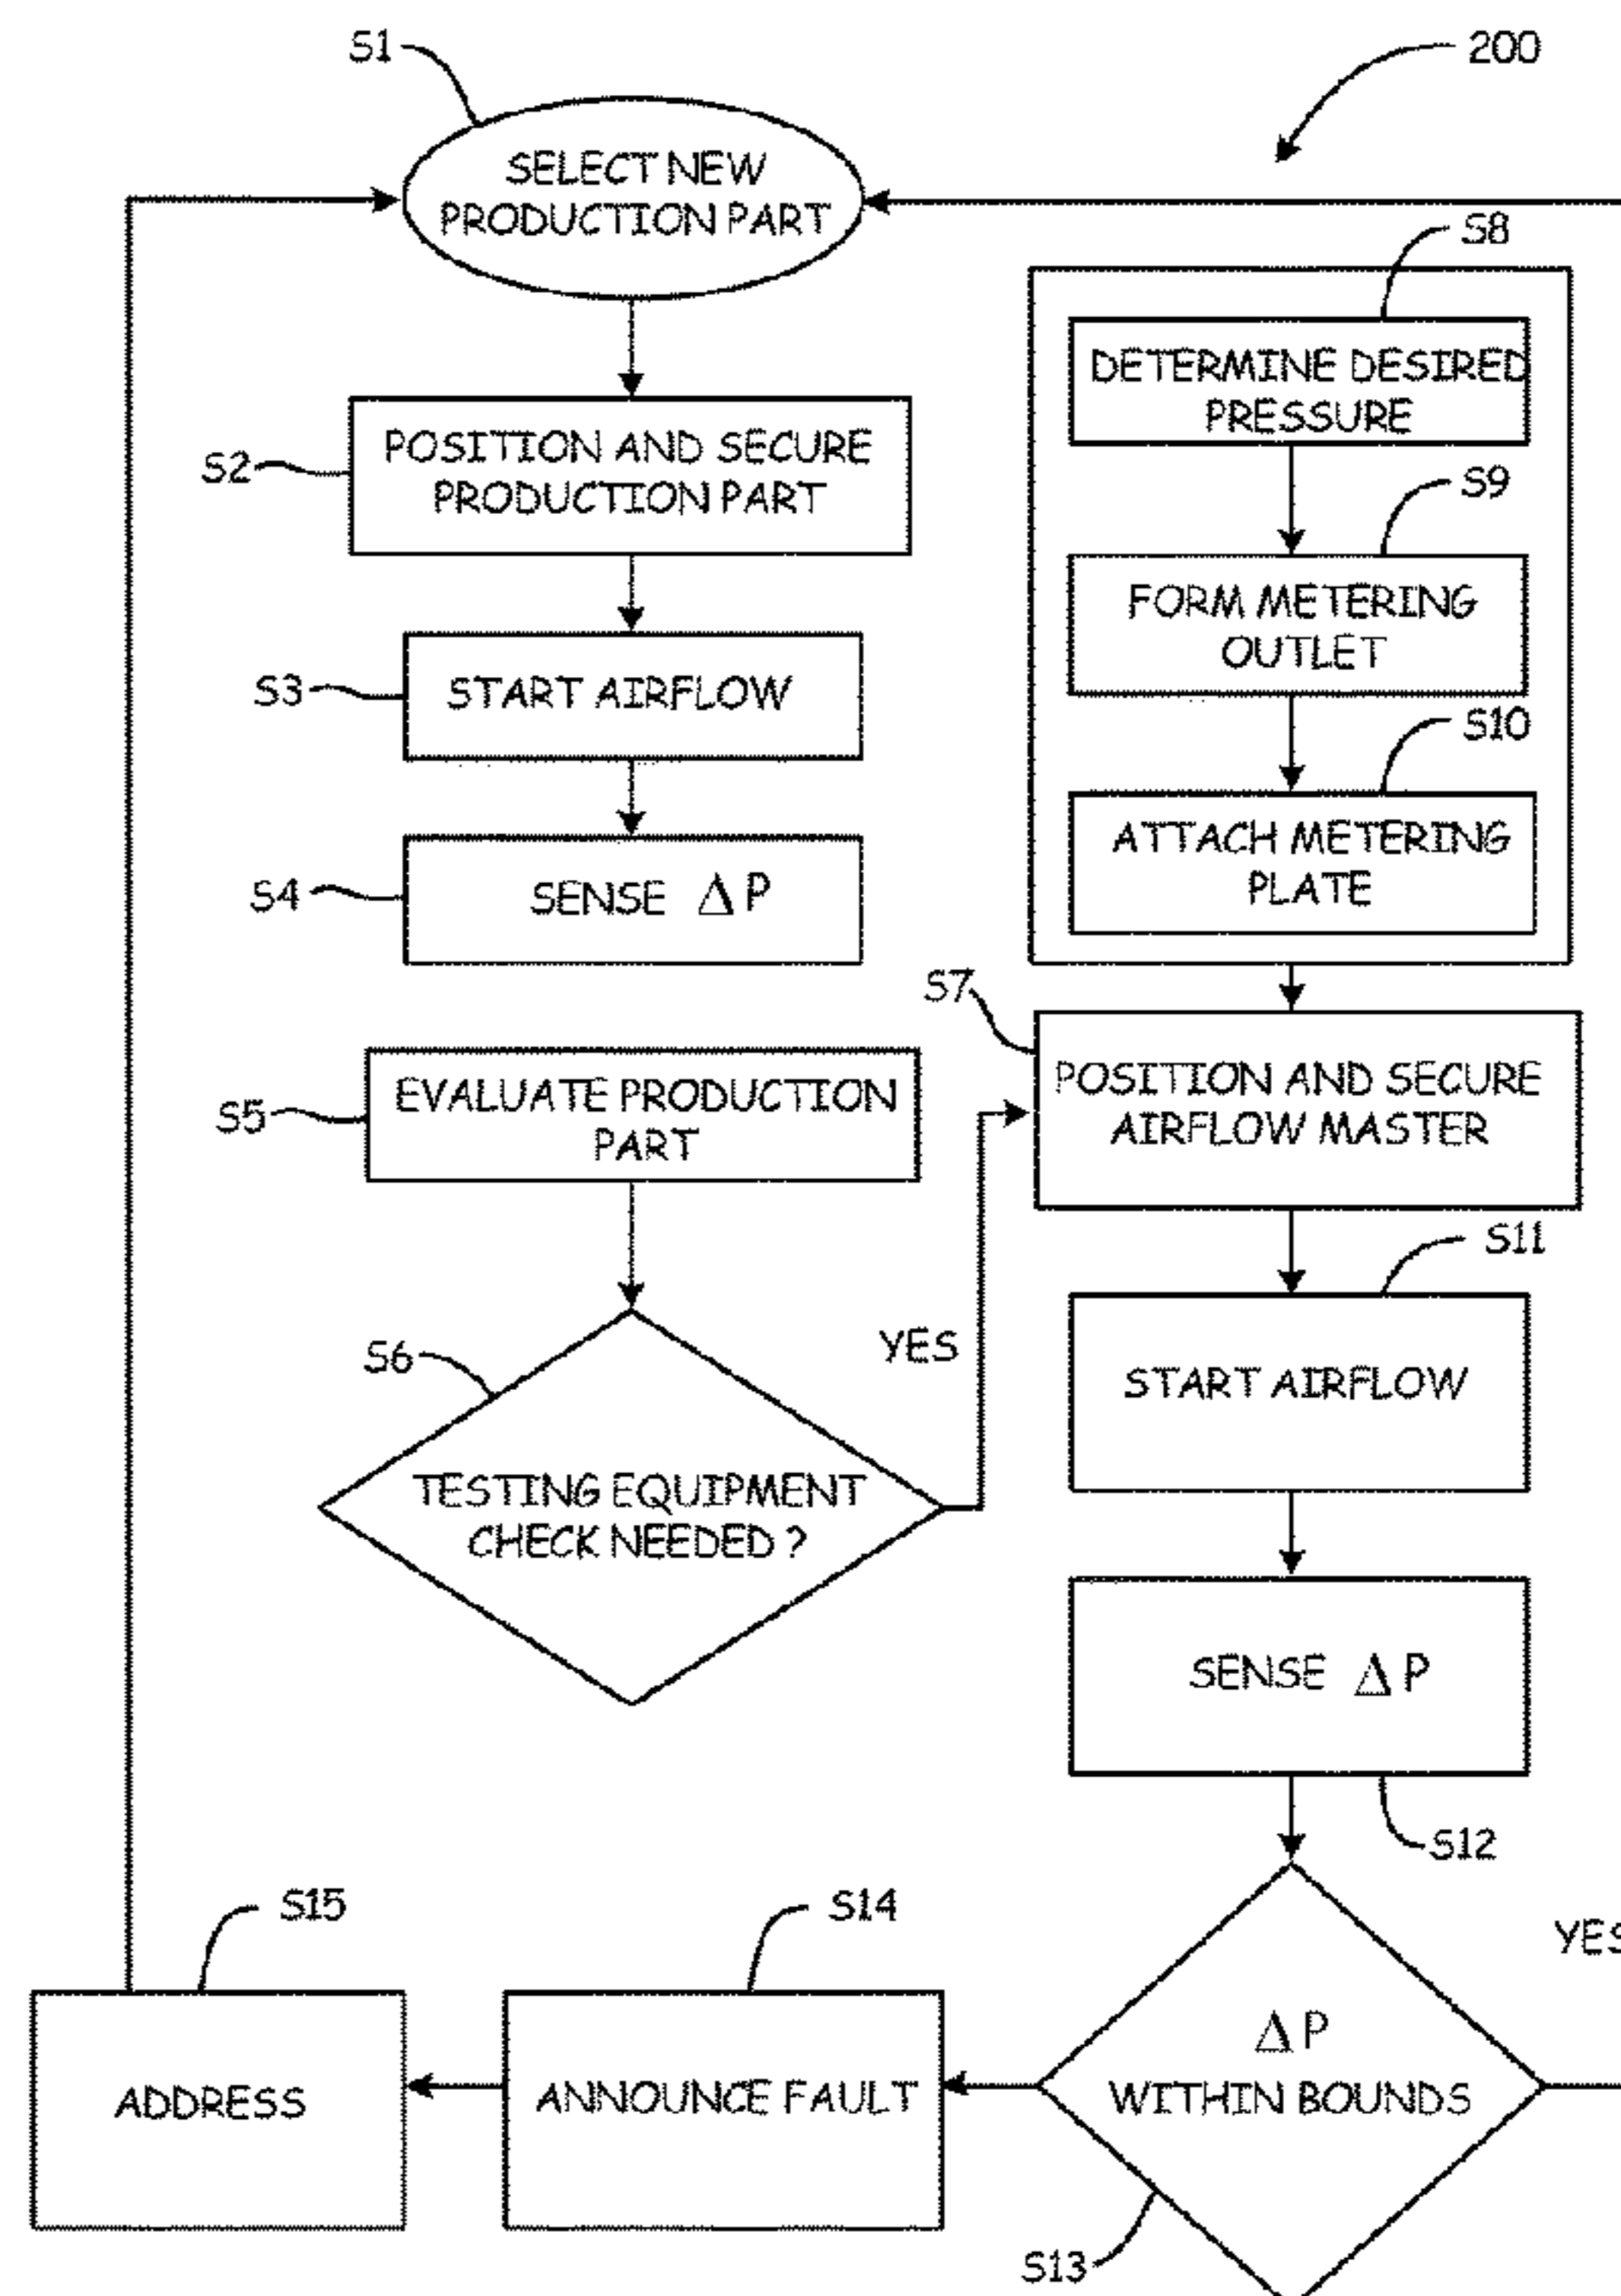 S1
200
SELECT NEW
PRODUCTION PART
S2
POSITION AND SECURE
PRODUCTION PART
S3
START AIRFLOW
S4
SENSE ΔP
S5
EVALUATE PRODUCTION
PART
S6
TESTING EQUIPMENT
CHECK NEEDED ?
YES
S8
DETERMINE DESIRED
PRESSURE
S9
FORM METERING
OUTLET
S10
ATTACH METERING
PLATE
S7
POSITION AND SECURE
AIRFLOW MASTER
S11
START AIRFLOW
SENSE ΔP
S12
YES
ΔP
WITHIN BOUNDS
S13
S14
ANNOUNCE FAULT
S15
ADDRESS